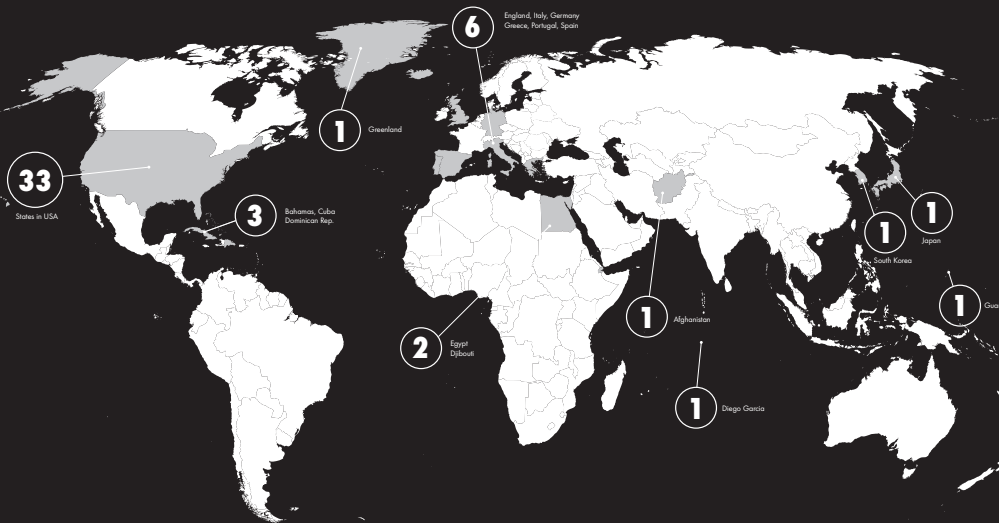 6
England, Italy, Germany
Greece, Portugal, Spain
1
Greenland
33
States in USA
3
Bahamas, Cuba
Dominican Rep.
1
Japan
1
South Korea
1
Afghanistan
1
2
Egypt
Djibouti
1
Diego Garcia